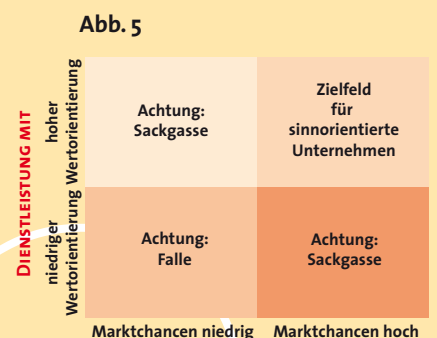 Abb. 5
DIENSTLEISTUNG MIT
hoher
Wertorientierung
Achtung:
Sackgasse
Zielfeld
für
sinnorientierte
Unternehmen
niedriger
Wertorientierung
Achtung:
Falle
Achtung:
Sackgasse
Marktchancen niedrig
Marktchancen hoch